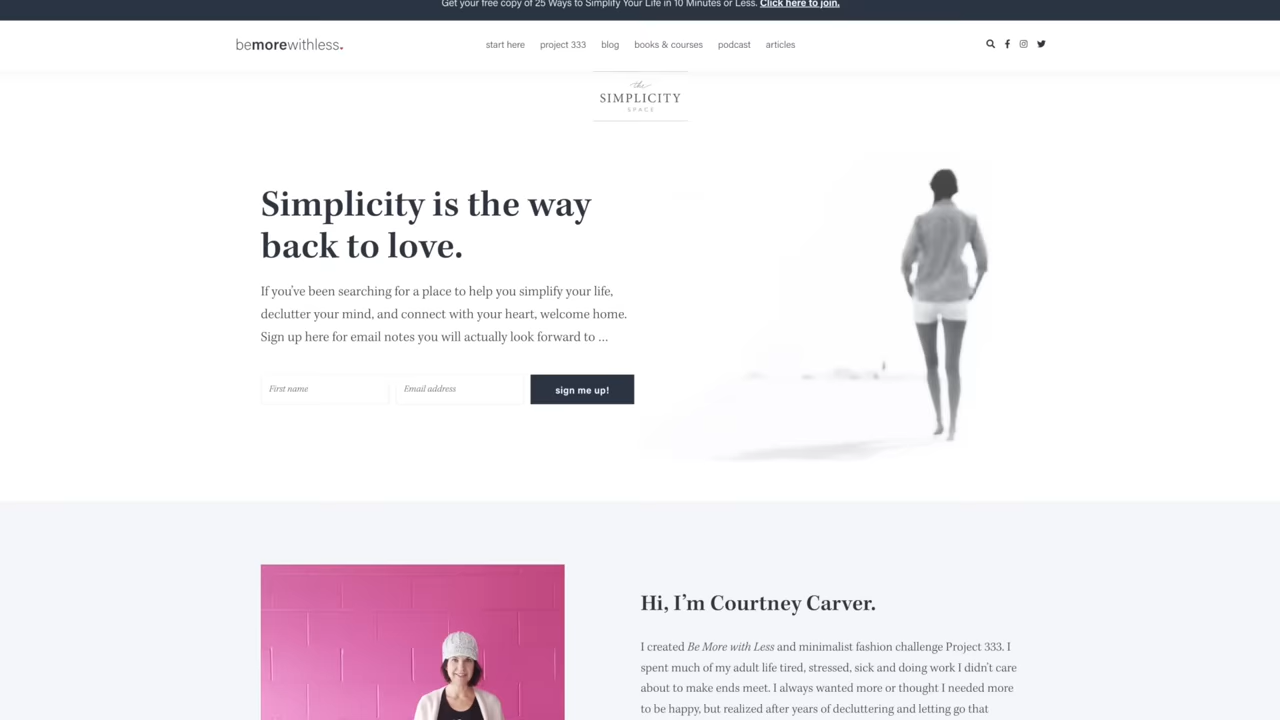 Get your free copy of 25 Ways to Simplify Your Life in 10 Minutes or Less. Click here to join.
bemorewithless.
start here project 333 blog books & courses podcast articles
the
SIMPLICITY
SPACE
Simplicity is the way
back to love.
If you've been searching for a place to help you simplify your life,
declutter your mind, and connect with your heart, welcome home.
Sign up here for email notes you will actually look forward to ...
First name Email address sign me up!
Hi, I'm Courtney Carver.
I created Be More with Less and minimalist fashion challenge Project 333. I
spent much of my adult life tired, stressed, sick and doing work I didn't care
about to make ends meet. I always wanted more or thought I needed more
to be happy, but realized after years of decluttering and letting go that